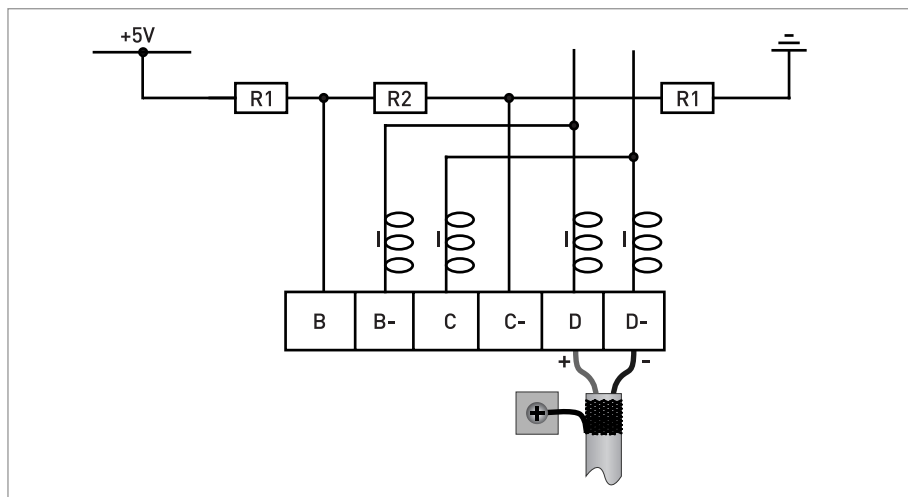 +5V
R1 R2 R1
I I I I
B B- C C- D D-
+ -